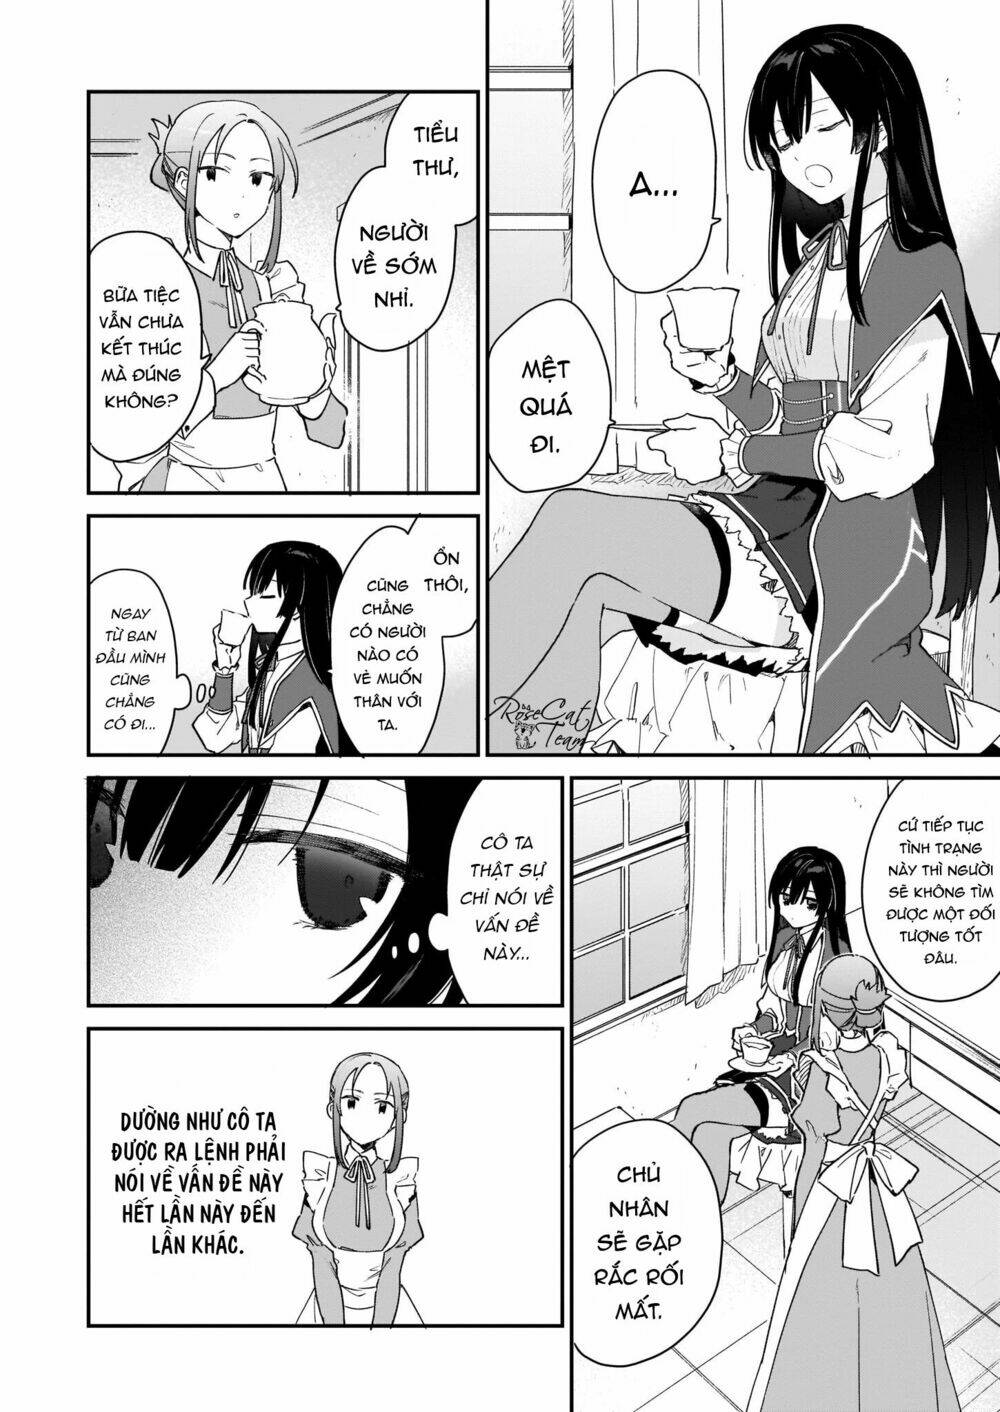 A...
MỆT
QUÁ
ĐI.
TIỂU
THƯ,
NGƯỜI
VỀ SỚM
NHỈ.
BỮA TIỆC
VẪN CHƯA
KẾT THÚC
MÀ ĐÚNG
KHÔNG?
ỔN
THÔI,
CŨNG
CHẲNG
CÓ NGƯỜI
NÀO CÓ
VẺ MUỐN
THÂN VỚI
TA.
NGAY
TỪ BAN
ĐẦU MÌNH
CŨNG
CHẲNG
CÓ ĐI...
RoseCat
Team
CỨ TIẾP TỤC
TÌNH TRẠNG
NÀY THÌ NGƯỜI
SẼ KHÔNG TÌM
ĐƯỢC MỘT ĐỐI
TƯỢNG TỐT
ĐÂU.
CHỦ
NHÂN
SẼ GẶP
RẮC RỐI
MẤT.
CÔ TA
THẬT SỰ
CHỈ NÓI VỀ
VẤN ĐỀ
NÀY...
DƯỜNG NHƯ CÔ TA
ĐƯỢC RA LỆNH PHẢI
NÓI VỀ VẤN ĐỀ NÀY
HẾT LẦN NÀY ĐẾN
LẦN KHÁC.